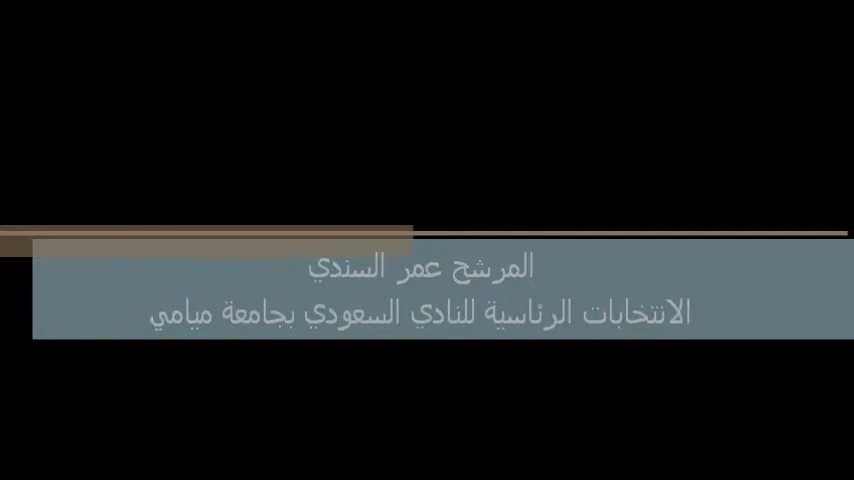 المرشح عمر السندي
الانتخابات الرئاسية للنادي السعودي بجامعة ميامي